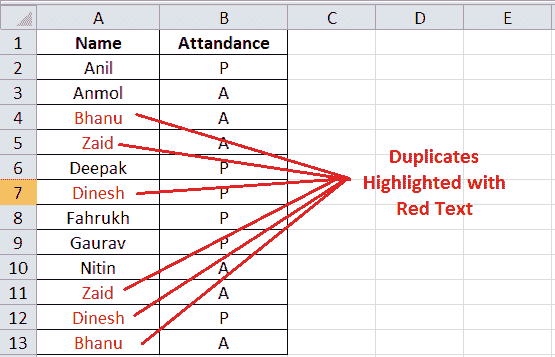 A B C D E
1 Name Attandance
2 Anil P
3 Anmol A
4 Bhanu A
5 Zaid A
6 Deepak P
7 Dinesh P
8 Fahrukh P
9 Gaurav P
10 Nitin A
11 Zaid A
12 Dinesh P
13 Bhanu A
Duplicates
Highlighted with
Red Text